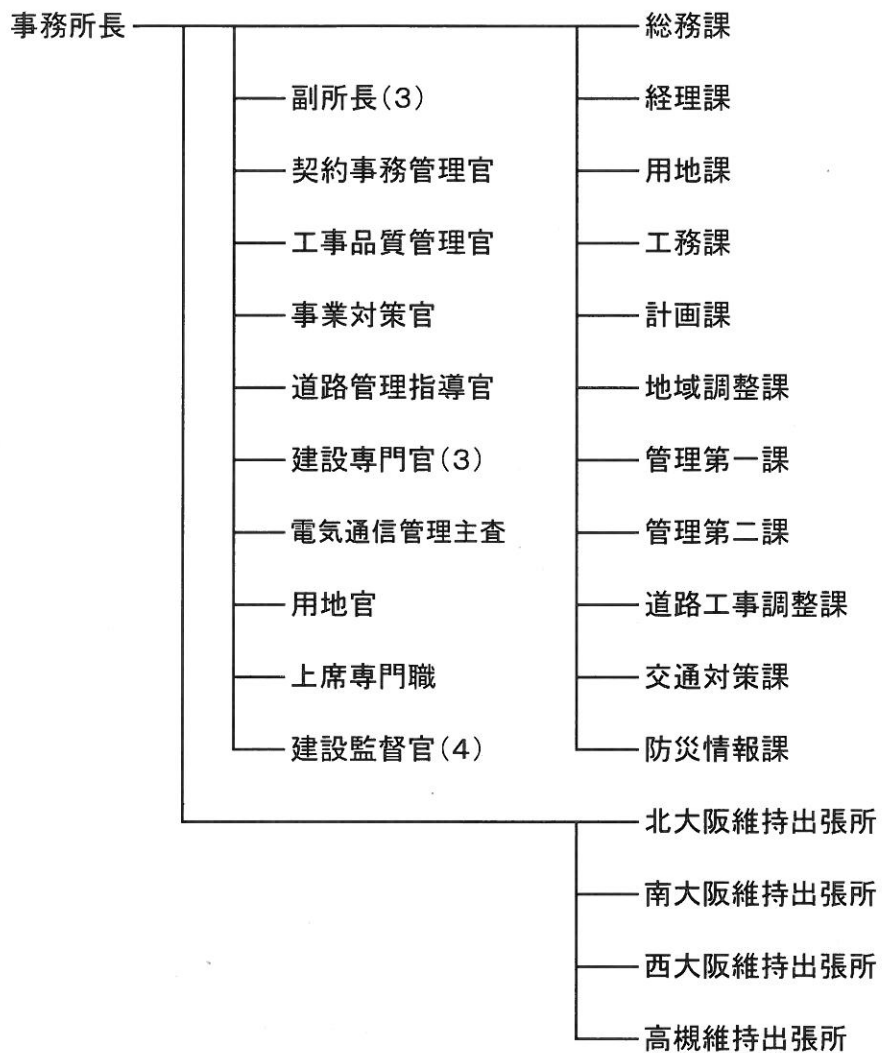 事務所長
総務課
副所長(3)
経理課
契約事務管理官
用地課
工事品質管理官
工務課
事業対策官
計画課
道路管理指導官
地域調整課
建設専門官(3)
管理第一課
電気通信管理主査
管理第二課
用地官
道路工事調整課
上席専門職
交通対策課
建設監督官(4)
防災情報課
北大阪維持出張所
南大阪維持出張所
西大阪維持出張所
高槻維持出張所